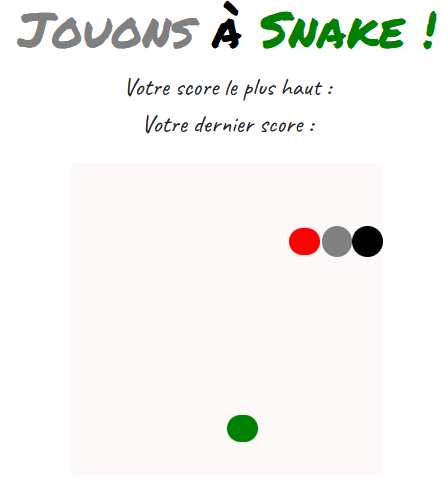 Jouons à Snake !
Votre score le plus haut :
Votre dernier score :